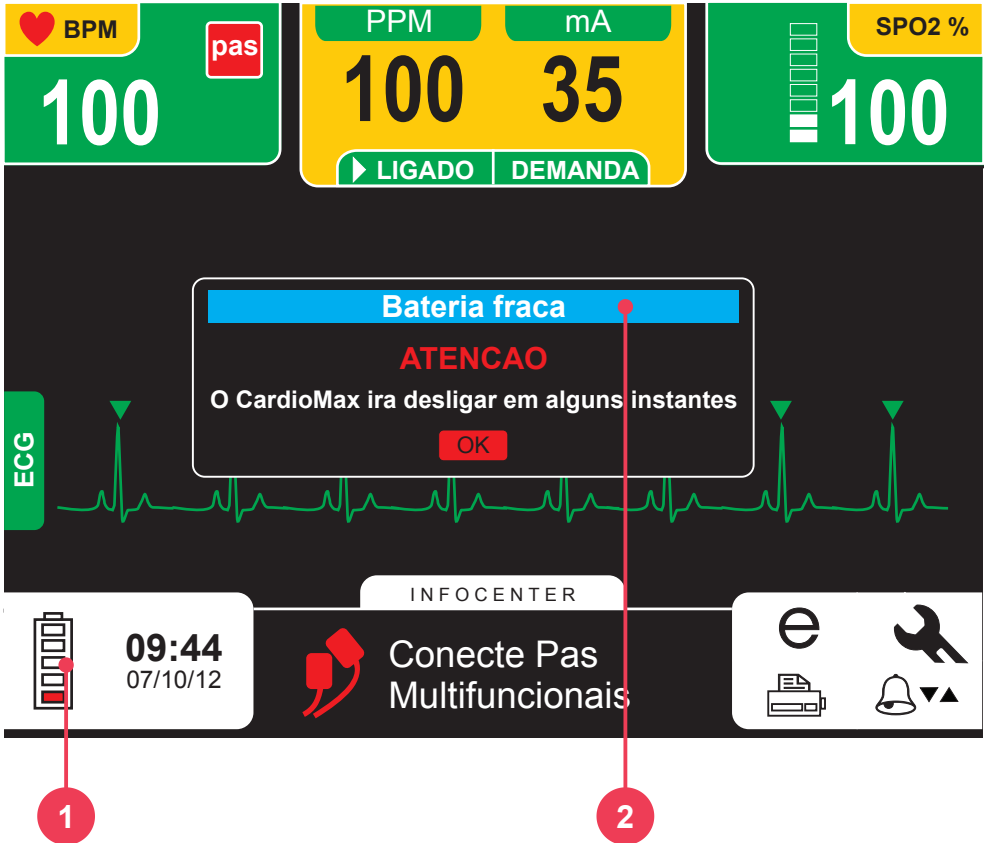 BPM
pas
100
PPM
mA
100
35
LIGADO
DEMANDA
SPO2 %
100
Bateria fraca
ATENCAO
O CardioMax ira desligar em alguns instantes
OK
ECG
INFOCENTER
09:44
07/10/12
Conecte Pas
Multifuncionais
e
1
2